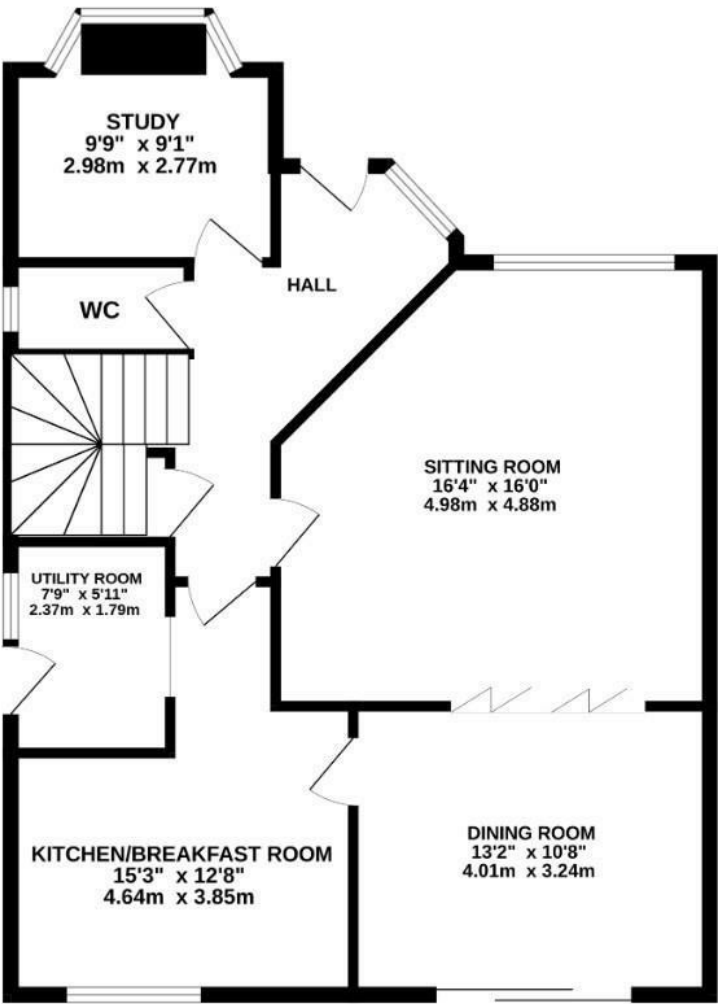 STUDY
9'9" x 9'1"
2.98m x 2.77m
HALL
WC
SITTING ROOM
16'4" x 16'0"
4.98m x 4.88m
UTILITY ROOM
7'9" x 5'11"
2.37m x 1.79m
DINING ROOM
13'2" x 10'8"
4.01m x 3.24m
KITCHEN/BREAKFAST ROOM
15'3" x 12'8"
4.64m x 3.85m